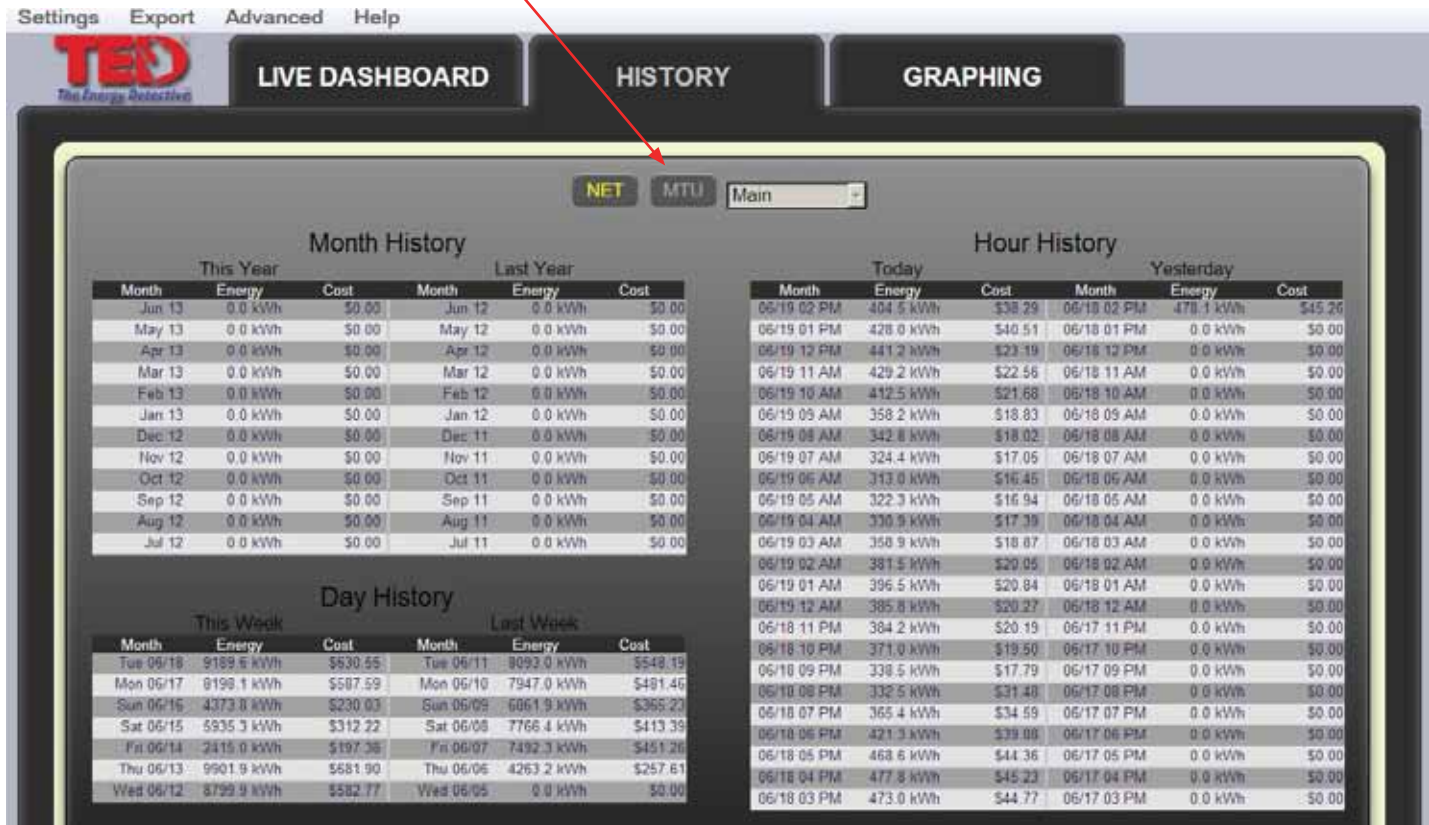 Settings Export Advanced Help
TED
The Energy Detective
LIVE DASHBOARD HISTORY GRAPHING
NET MTU Main
Month History
This Year Last Year
Month Energy Cost Month Energy Cost
Jun 13 0.0 kWh $0.00 Jun 12 0.0 kWh $0.00
May 13 0.0 kWh $0.00 May 12 0.0 kWh $0.00
Apr 13 0.0 kWh $0.00 Apr 12 0.0 kWh $0.00
Mar 13 0.0 kWh $0.00 Mar 12 0.0 kWh $0.00
Feb 13 0.0 kWh $0.00 Feb 12 0.0 kWh $0.00
Jan 13 0.0 kWh $0.00 Jan 12 0.0 kWh $0.00
Dec 12 0.0 kWh $0.00 Dec 11 0.0 kWh $0.00
Nov 12 0.0 kWh $0.00 Nov 11 0.0 kWh $0.00
Oct 12 0.0 kWh $0.00 Oct 11 0.0 kWh $0.00
Sep 12 0.0 kWh $0.00 Sep 11 0.0 kWh $0.00
Aug 12 0.0 kWh $0.00 Aug 11 0.0 kWh $0.00
Jul 12 0.0 kWh $0.00 Jul 11 0.0 kWh $0.00
Day History
This Week Last Week
Month Energy Cost Month Energy Cost
Tue 06/18 9189.6 kWh $630.55 Tue 06/11 8093.0 kWh $548.19
Mon 06/17 8198.1 kWh $587.59 Mon 06/10 7947.0 kWh $481.46
Sun 06/16 4373.8 kWh $230.03 Sun 06/09 6861.9 kWh $365.23
Sat 06/15 5935.3 kWh $312.22 Sat 06/08 7766.4 kWh $413.39
Fri 06/14 2415.0 kWh $197.36 Fri 06/07 7492.3 kWh $451.26
Thu 06/13 9901.9 kWh $681.90 Thu 06/06 4263.2 kWh $257.61
Wed 06/12 8799.9 kWh $582.77 Wed 06/05 0.0 kWh $0.00
Hour History
Today Yesterday
Month Energy Cost Month Energy Cost
06/19 02 PM 404.5 kWh $38.29 06/18 02 PM 478.1 kWh $45.26
06/19 01 PM 428.0 kWh $40.51 06/18 01 PM 0.0 kWh $0.00
06/19 12 PM 441.2 kWh $23.19 06/18 12 PM 0.0 kWh $0.00
06/19 11 AM 429.2 kWh $22.56 06/18 11 AM 0.0 kWh $0.00
06/19 10 AM 412.5 kWh $21.68 06/18 10 AM 0.0 kWh $0.00
06/19 09 AM 358.2 kWh $18.83 06/18 09 AM 0.0 kWh $0.00
06/19 08 AM 342.8 kWh $18.02 06/18 08 AM 0.0 kWh $0.00
06/19 07 AM 324.4 kWh $17.05 06/18 07 AM 0.0 kWh $0.00
06/19 06 AM 313.0 kWh $16.45 06/18 06 AM 0.0 kWh $0.00
06/19 05 AM 322.3 kWh $16.94 06/18 05 AM 0.0 kWh $0.00
06/19 04 AM 330.9 kWh $17.39 06/18 04 AM 0.0 kWh $0.00
06/19 03 AM 358.9 kWh $18.87 06/18 03 AM 0.0 kWh $0.00
06/19 02 AM 381.5 kWh $20.05 06/18 02 AM 0.0 kWh $0.00
06/19 01 AM 396.5 kWh $20.84 06/18 01 AM 0.0 kWh $0.00
06/19 12 AM 385.8 kWh $20.27 06/18 12 AM 0.0 kWh $0.00
06/18 11 PM 384.2 kWh $20.19 06/17 11 PM 0.0 kWh $0.00
06/18 10 PM 371.0 kWh $19.50 06/17 10 PM 0.0 kWh $0.00
06/18 09 PM 338.5 kWh $17.79 06/17 09 PM 0.0 kWh $0.00
06/18 08 PM 332.5 kWh $31.48 06/17 08 PM 0.0 kWh $0.00
06/18 07 PM 365.4 kWh $34.59 06/17 07 PM 0.0 kWh $0.00
06/18 06 PM 421.3 kWh $39.88 06/17 06 PM 0.0 kWh $0.00
06/18 05 PM 468.6 kWh $44.36 06/17 05 PM 0.0 kWh $0.00
06/18 04 PM 477.8 kWh $45.23 06/17 04 PM 0.0 kWh $0.00
06/18 03 PM 473.0 kWh $44.77 06/17 03 PM 0.0 kWh $0.00